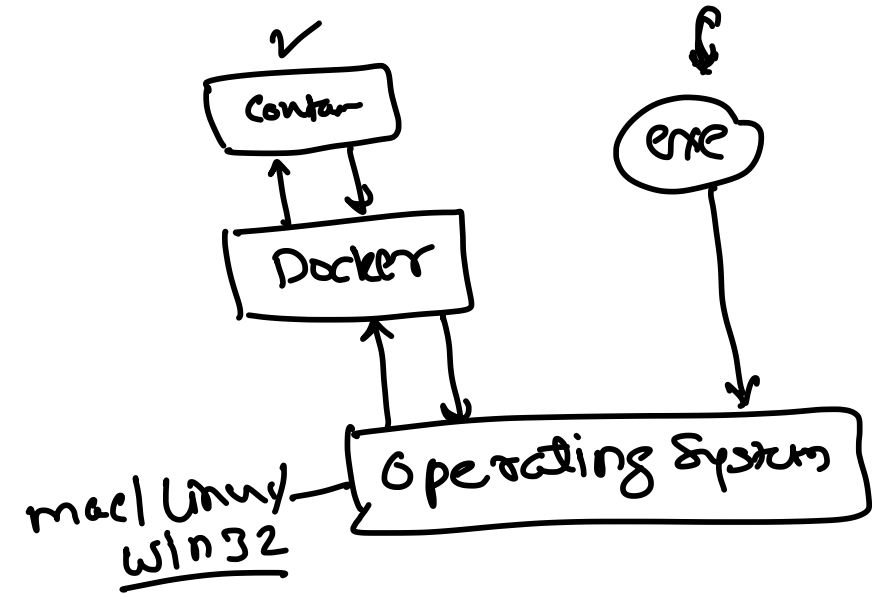 Contar
exe
Docker
Operating System
mac/ Linux/
win32